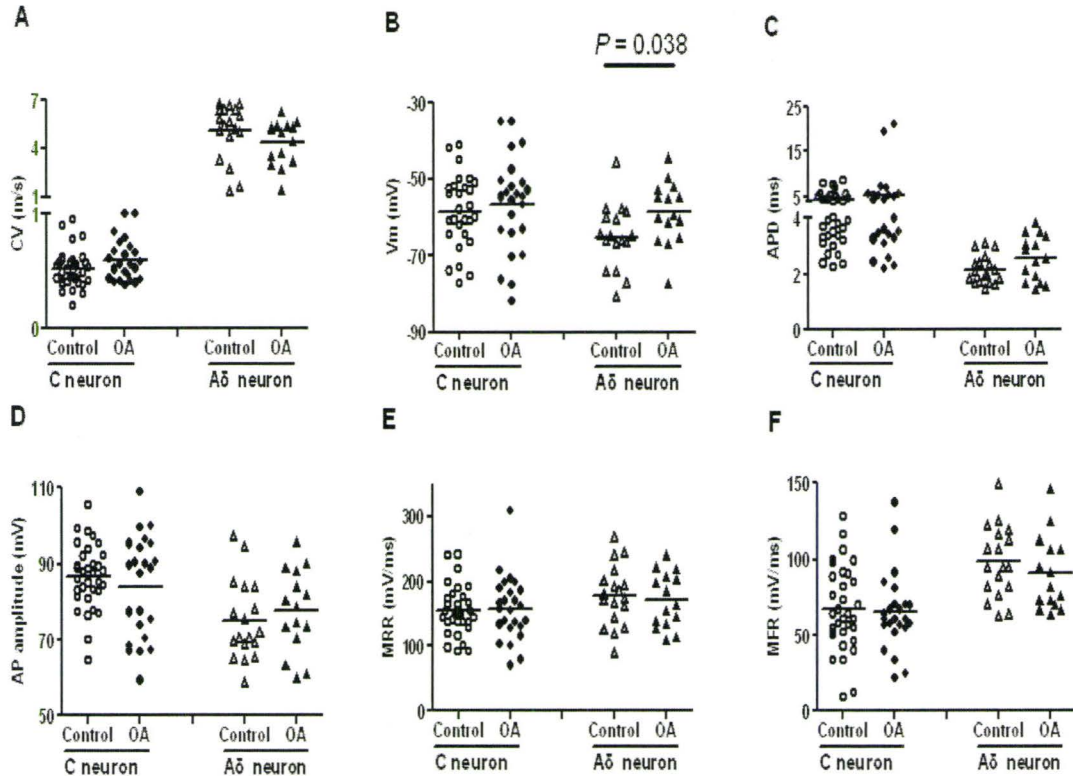 A
B
C
P = 0.038
CV (m/s)
7
4
1
1
0
Control OA Control OA
C neuron Aδ neuron
Vm (mV)
-30
-50
-70
-90
Control OA Control OA
C neuron Aδ neuron
APD (ms)
25
15
5
4
2
0
Control OA Control OA
C neuron Aδ neuron
D
E
F
AP amplitude (mV)
110
90
70
50
Control OA Control OA
C neuron Aδ neuron
MRR (mV/ms)
300
200
100
0
Control OA Control OA
C neuron Aδ neuron
MFR (mV/ms)
150
100
50
0
Control OA Control OA
C neuron Aδ neuron